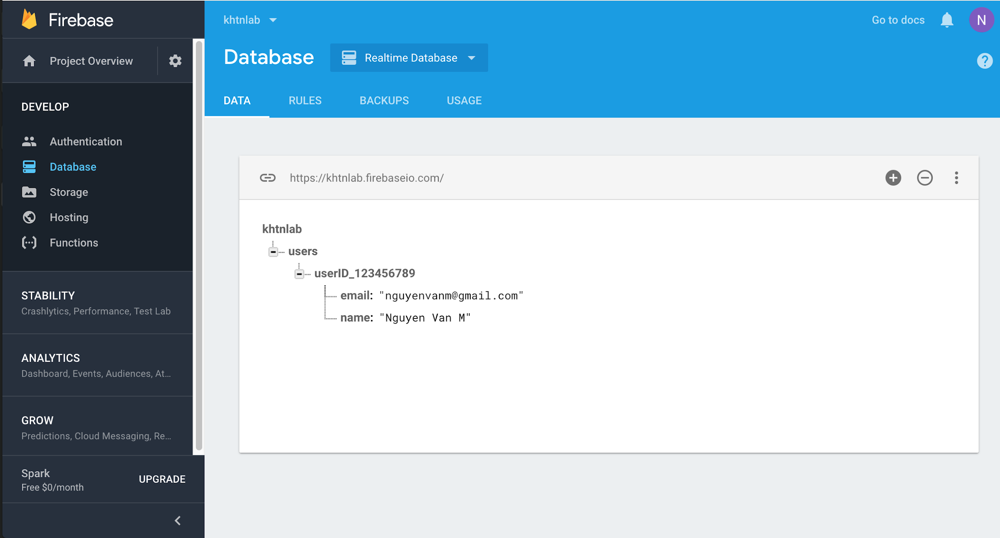 Firebase
Project Overview
DEVELOP
Authentication
Database
Storage
Hosting
Functions
STABILITY
Crashlytics, Performance, Test Lab
ANALYTICS
Dashboard, Events, Audiences, At...
GROW
Predictions, Cloud Messaging, Re...
Spark
Free $0/month
UPGRADE
khtnlab
Go to docs
N
Database
Realtime Database
?
DATA RULES BACKUPS USAGE
https://khtnlab.firebaseio.com/
khtnlab
users
userID_123456789
email: "nguyenvanm@gmail.com"
name: "Nguyen Van M"